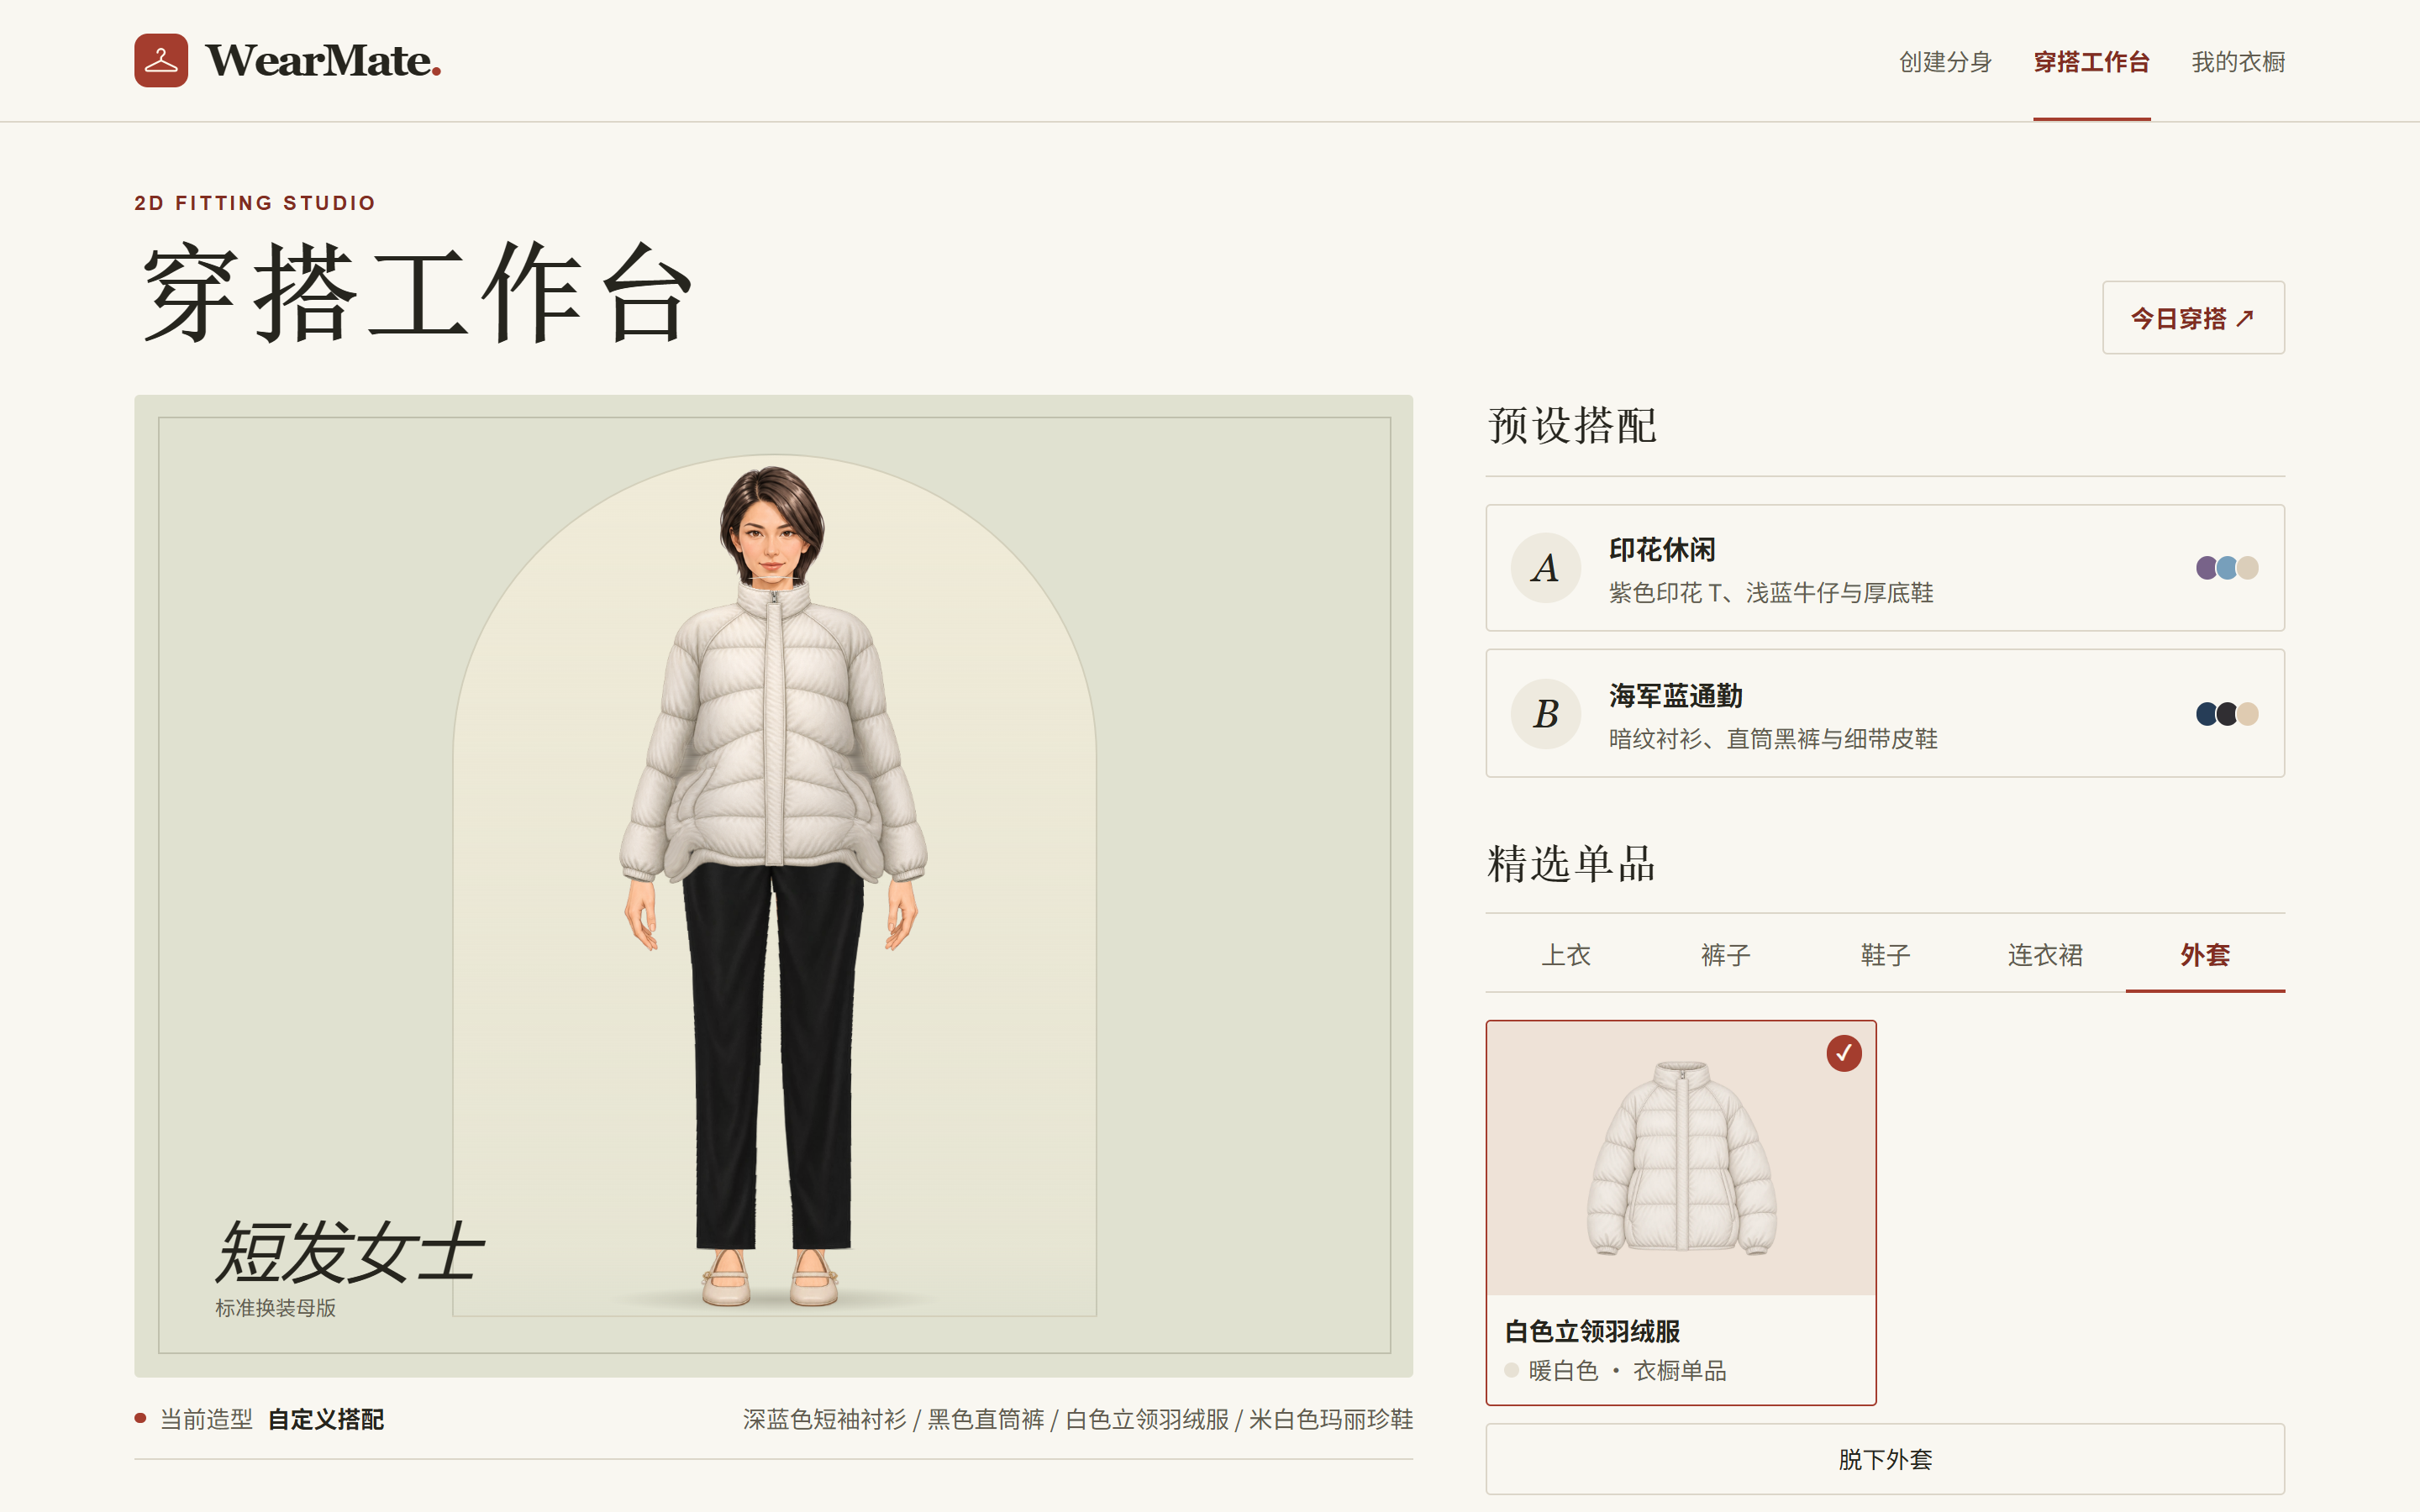 WearMate.
创建分身
穿搭工作台
我的衣橱
2D FITTING STUDIO
穿搭工作台
今日穿搭 ↗
短发女士
标准换装母版
当前造型 自定义搭配
深蓝色短袖衬衫 / 黑色直筒裤 / 白色立领羽绒服 / 米白色玛丽珍鞋
预设搭配
A
印花休闲
紫色印花 T、浅蓝牛仔与厚底鞋
B
海军蓝通勤
暗纹衬衫、直筒黑裤与细带皮鞋
精选单品
上衣
裤子
鞋子
连衣裙
外套
白色立领羽绒服
暖白色 · 衣橱单品
脱下外套